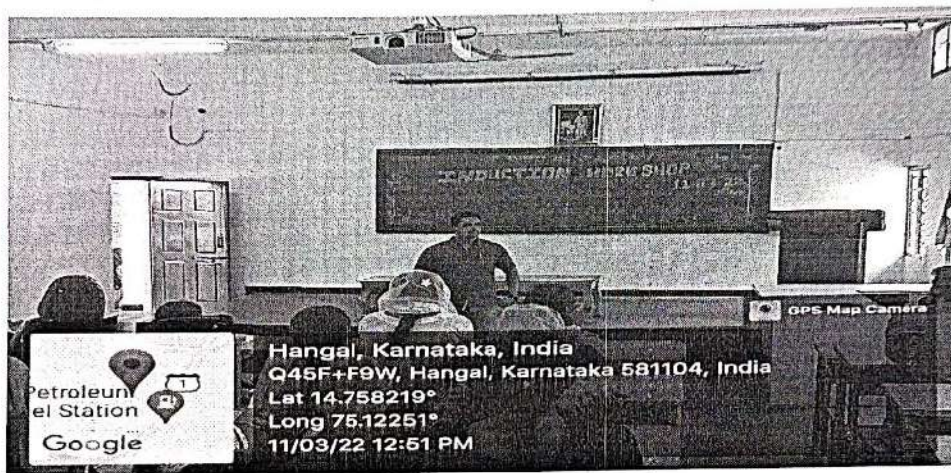 INDUCTION WORKSHOP
GPS Map Camera
Petroleum
el Station
1
Google
Hangal, Karnataka, India
Q45F+F9W, Hangal, Karnataka 581104, India
Lat 14.758219°
Long 75.12251°
11/03/22 12:51 PM